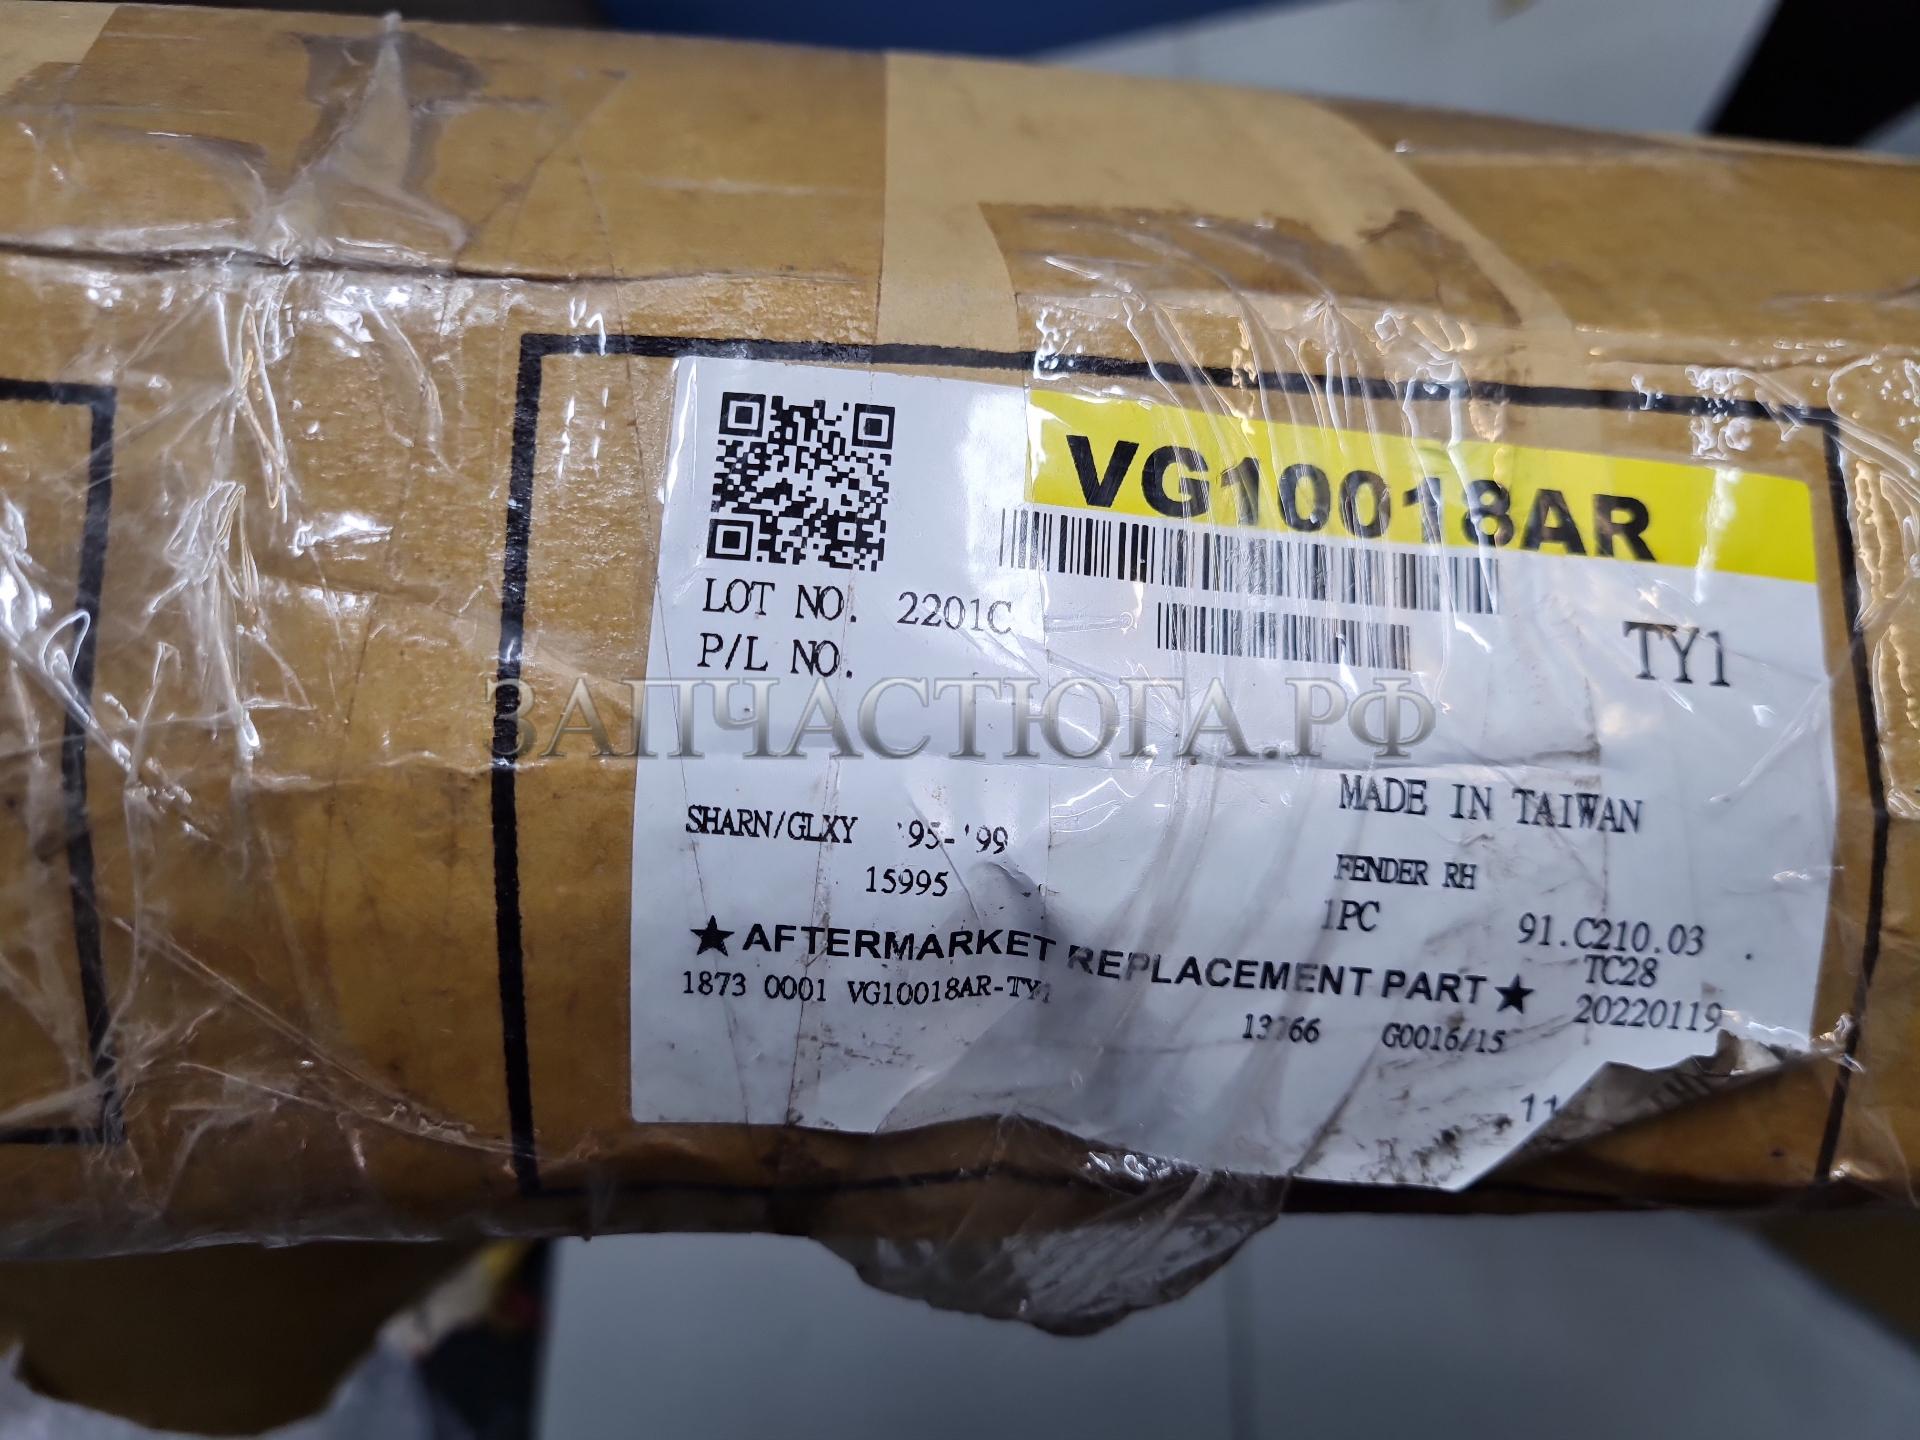 VG10018AR
LOT NO. 2201C
P/L NO.
TY1
ЗАПЧАСТЮГА.РФ
MADE IN TAIWAN
SHARN/GLXY '95-'99
15995
FENDER RH
1PC
91.C210.03
★AFTERMARKET REPLACEMENT PART★
TC28
1873 0001 VG10018AR-TY1
20220119
G0016/15